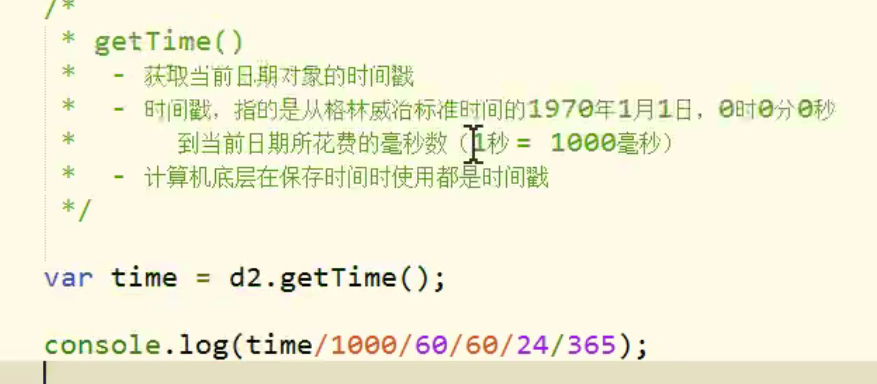 /*
* getTime()
* - 获取当前日期对象的时间戳
* - 时间戳，指的是从格林威治标准时间的1970年1月1日，0时0分0秒
* 到当前日期所花费的毫秒数（1秒 = 1000毫秒）
* - 计算机底层在保存时间时使用都是时间戳
*/
var time = d2.getTime();
console.log(time/1000/60/60/24/365);